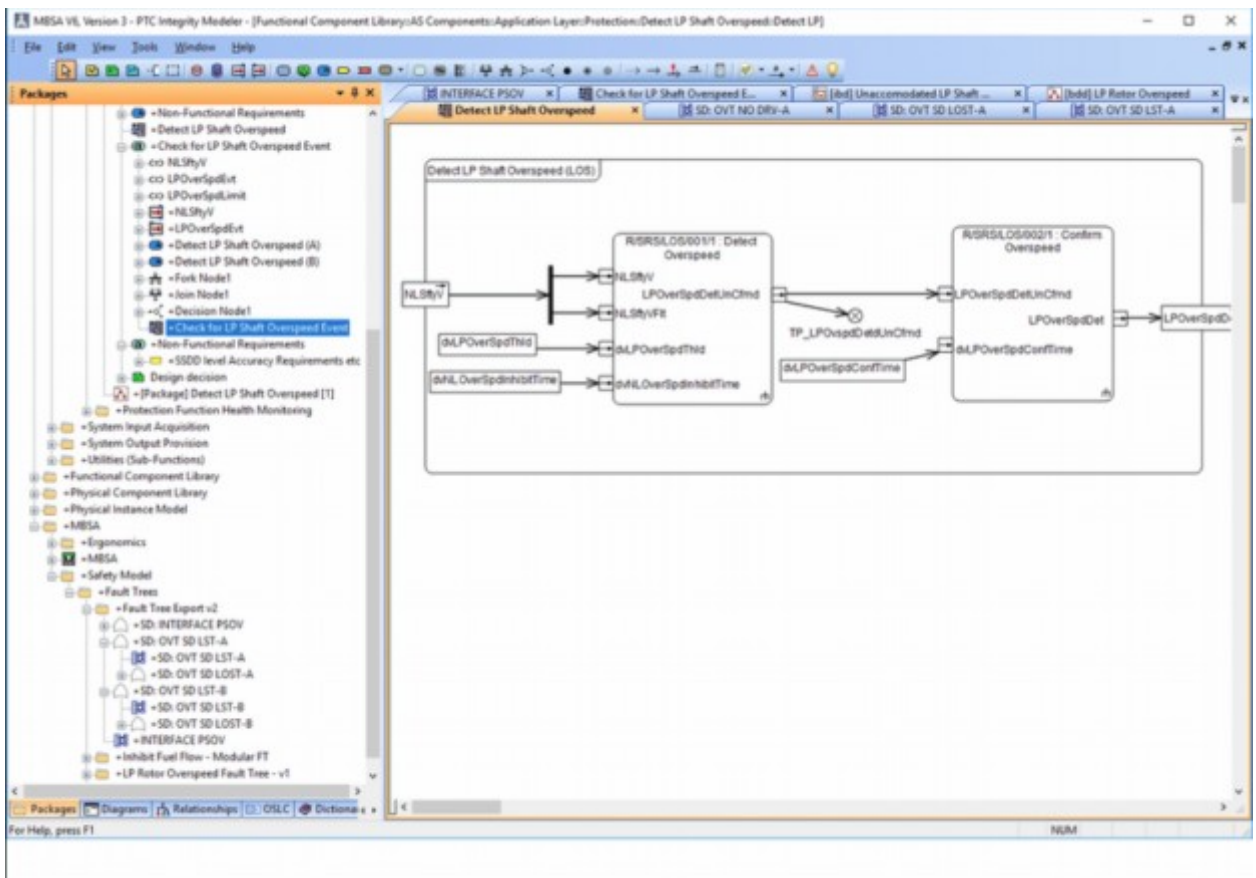 MBSA V6, Version 3 - PTC Integrity Modeler - [Functional Component Library::AS Components::Application Layer::Protection::Detect LP Shaft Overspeed::Detect LP]
File Edit View Tools Window Help
Packages
INTERFACE PSOV
Check for LP Shaft Overspeed E...
[ibd] Unaccomodated LP Shaft ...
[bdd] LP Rotor Overspeed
Detect LP Shaft Overspeed
SD: OVT NO DRV-A
SD: OVT SD LOST-A
SD: OVT SD LST-A
Non-Functional Requirements
Detect LP Shaft Overspeed
Check for LP Shaft Overspeed Event
NLSftyV
LPOverSpdEvt
LPOverSpdLimit
NLSftyV
LPOverSpdEvt
Detect LP Shaft Overspeed (A)
Detect LP Shaft Overspeed (B)
Fork Node1
Join Node1
Decision Node1
Check for LP Shaft Overspeed Event
Non-Functional Requirements
SSDD level Accuracy Requirements etc
Design decision
[Package] Detect LP Shaft Overspeed [1]
Protection Function Health Monitoring
System Input Acquisition
System Output Provision
Utilities (Sub-Functions)
Functional Component Library
Physical Component Library
Physical Instance Model
MBSA
Ergonomics
MBSA
Safety Model
Fault Trees
Fault Tree Export v2
SD: INTERFACE PSOV
SD: OVT SD LST-A
SD: OVT SD LST-A
SD: OVT SD LOST-A
SD: OVT SD LST-B
SD: OVT SD LST-B
SD: OVT SD LOST-B
INTERFACE PSOV
Inhibit Fuel Flow - Modular FT
LP Rotor Overspeed Fault Tree - v1
Packages Diagrams Relationships OSLC Dictiona
For Help, press F1
NUM
Detect LP Shaft Overspeed (LOS)
R/SRS/LOS/001/1 : Detect
Overspeed
NLSftyV
NLSftyV
LPOverSpdDetUnCfmd
NLSftyVFlt
dvLPOverSpdThld
dvLPOverSpdThld
dvNLOverSpdInhibitTime
dvNLOverSpdInhibitTime
TP_LPOvspdDetdUnCfmd
R/SRS/LOS/002/1 : Confirm
Overspeed
LPOverSpdDetUnCfmd
LPOverSpdDet
LPOverSpdD
dvLPOverSpdConfTime
dvLPOverSpdConfTime